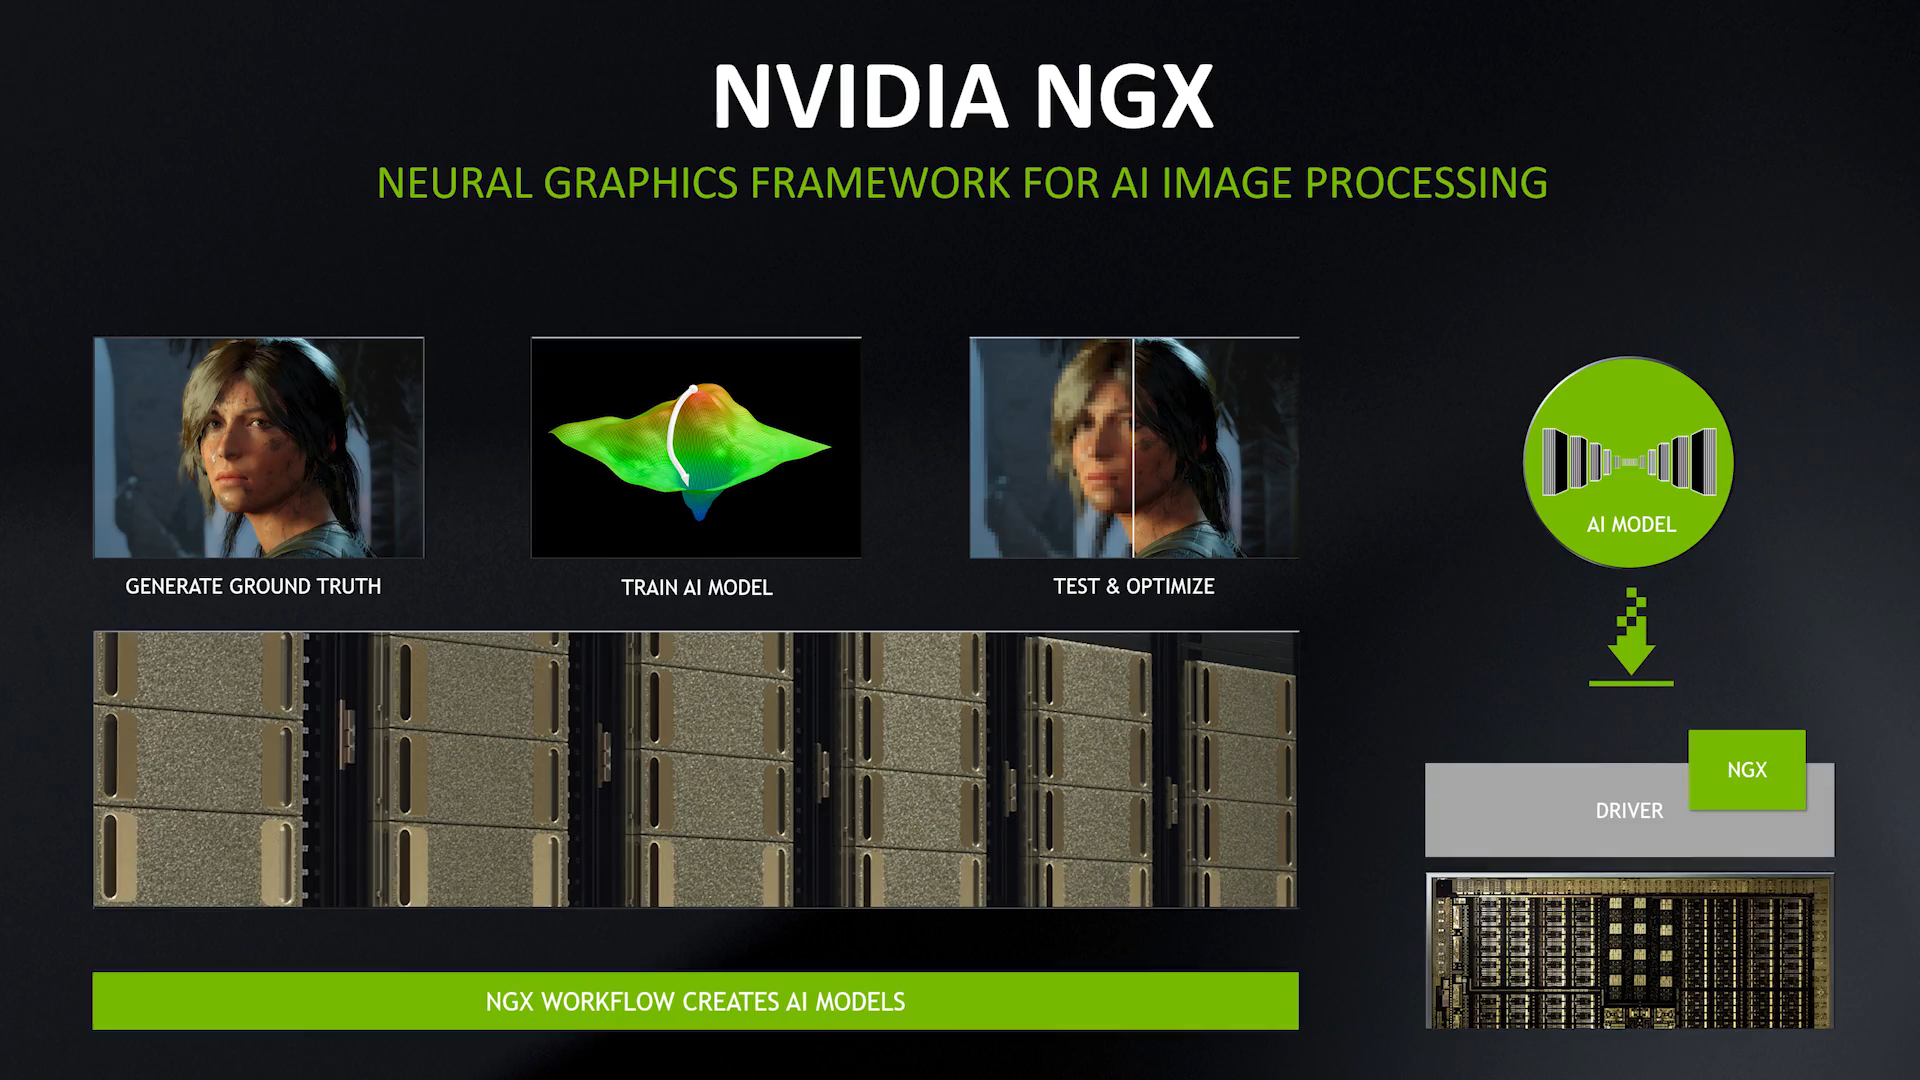 NVIDIA NGX
NEURAL GRAPHICS FRAMEWORK FOR AI IMAGE PROCESSING
GENERATE GROUND TRUTH
TRAIN AI MODEL
TEST & OPTIMIZE
AI MODEL
NGX
DRIVER
NGX WORKFLOW CREATES AI MODELS